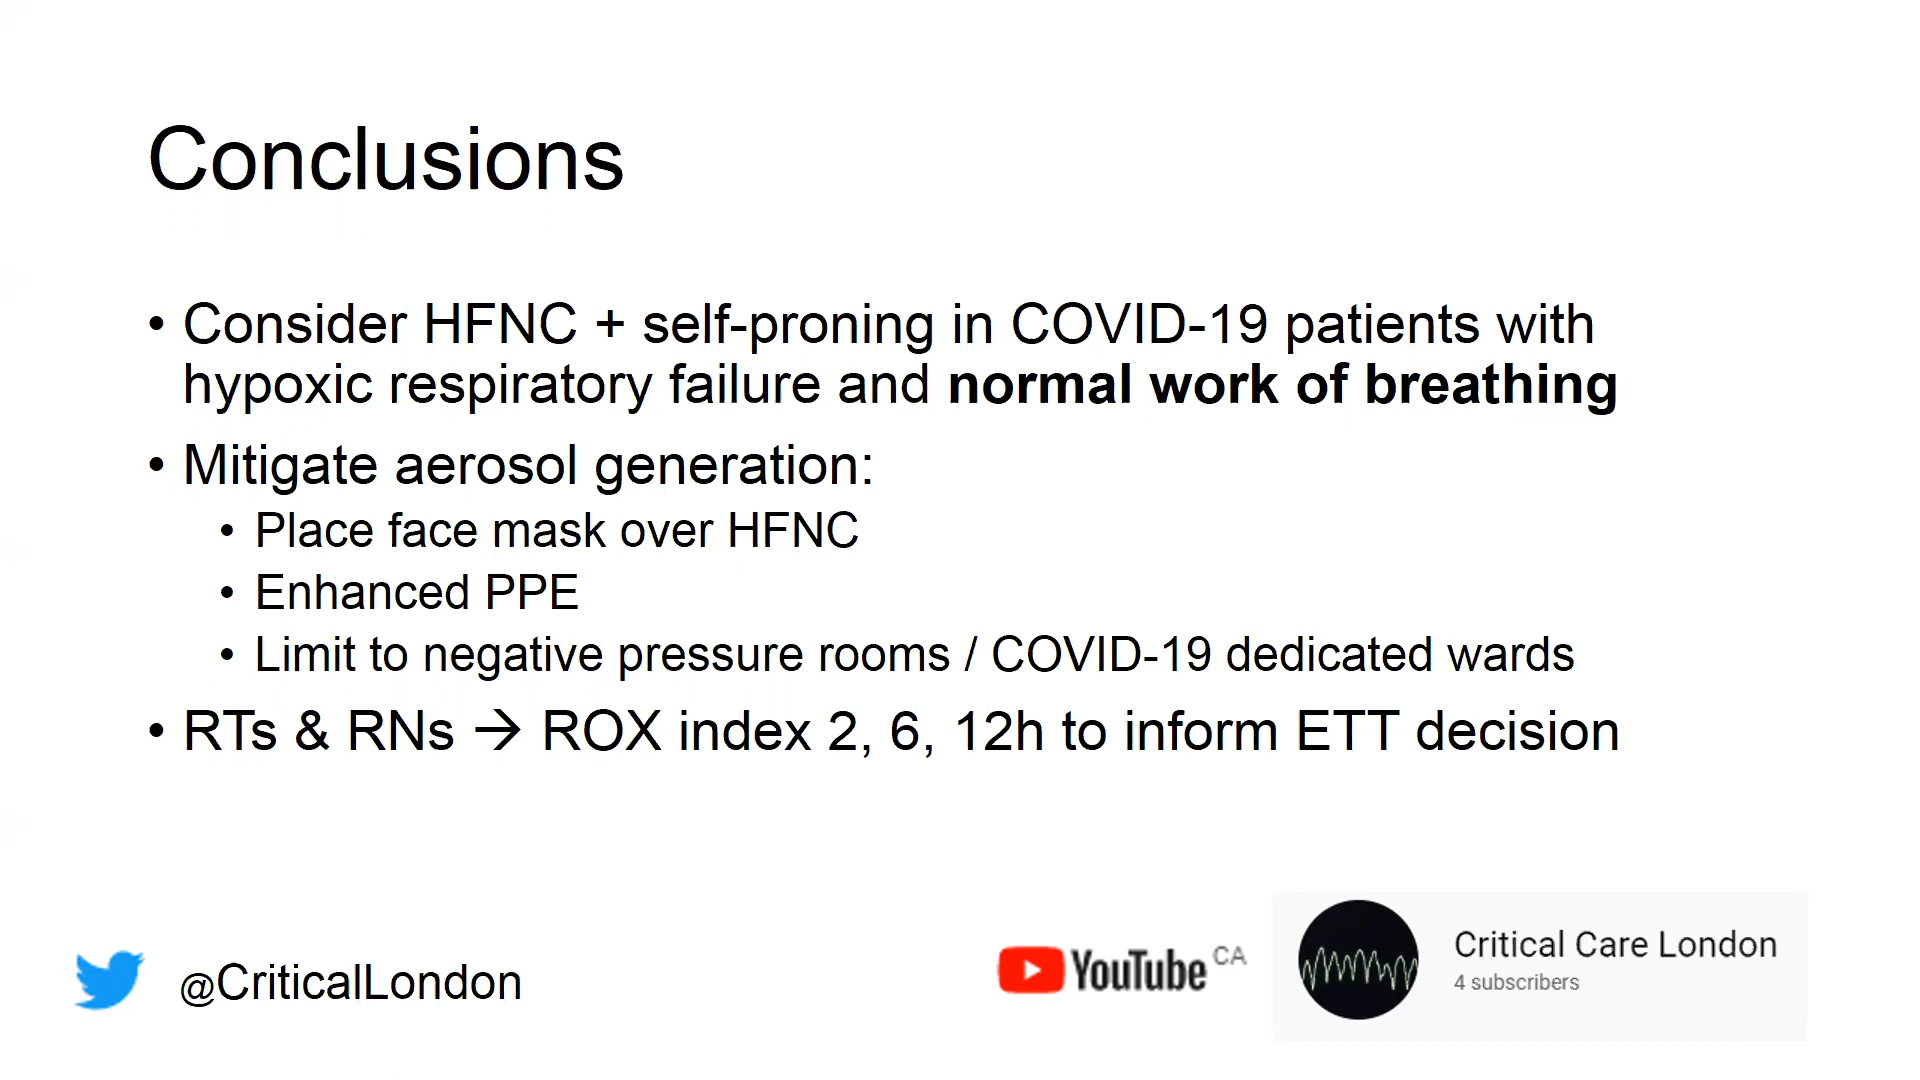 Conclusions
• Consider HFNC + self-proning in COVID-19 patients with
hypoxic respiratory failure and normal work of breathing
• Mitigate aerosol generation:
• Place face mask over HFNC
• Enhanced PPE
• Limit to negative pressure rooms / COVID-19 dedicated wards
• RTs & RNs → ROX index 2, 6, 12h to inform ETT decision
@CriticalLondon
YouTube CA
Critical Care London
4 subscribers